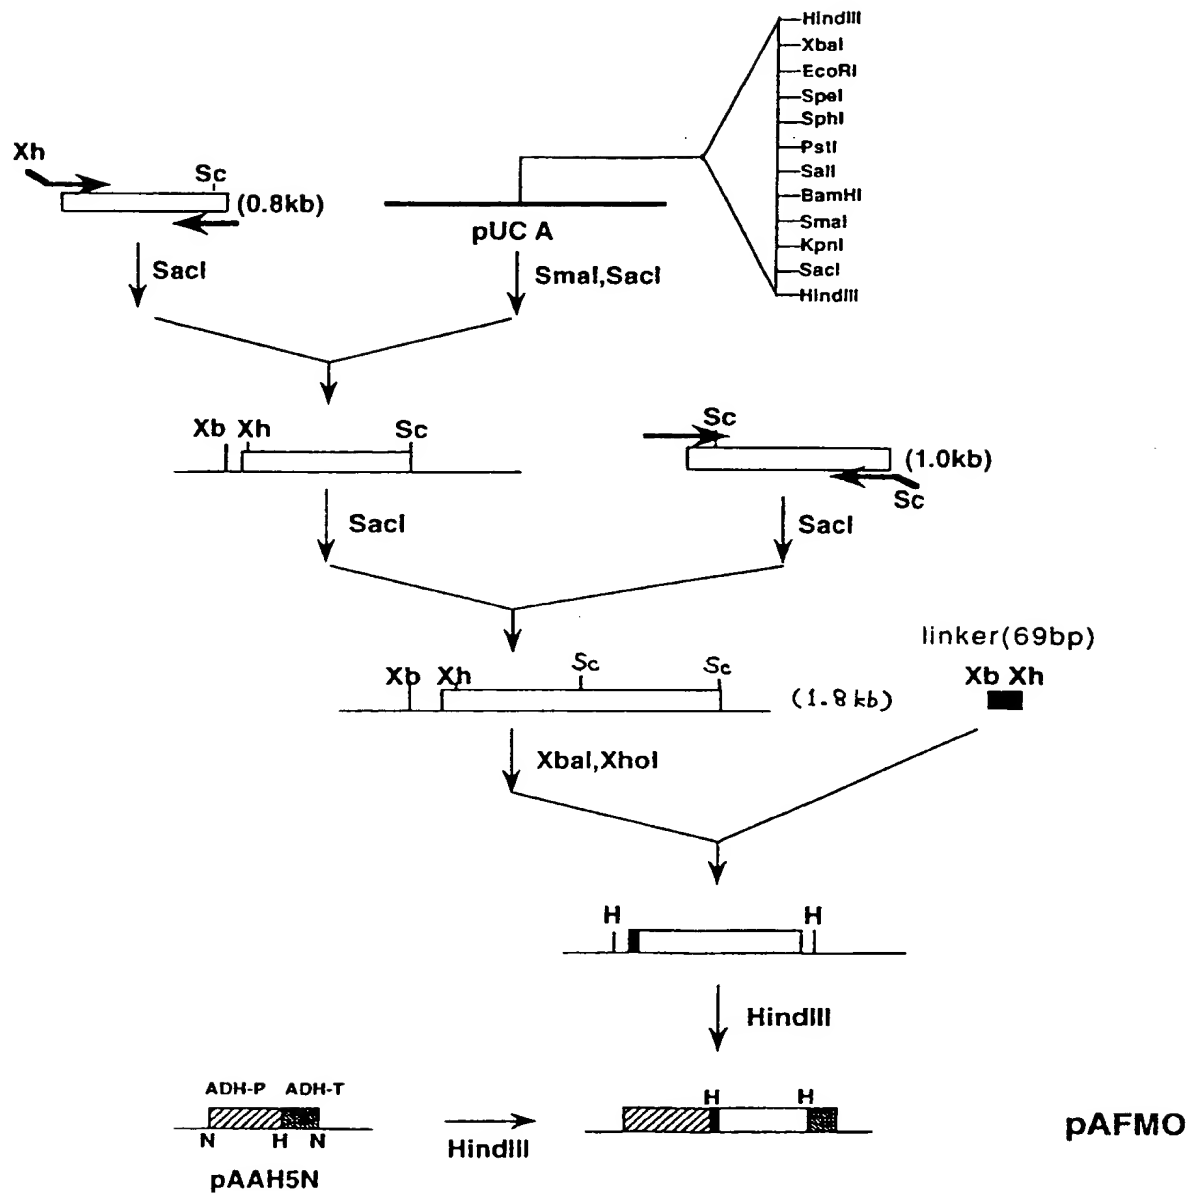 HindIII
XbaI
EcoRI
SpeI
SphI
PstI
SalI
BamHI
SmaI
KpnI
SacI
HindIII
Xh
Sc
(0.8kb)
pUC A
SacI
SmaI,SacI
Xb Xh Sc
Sc
(1.0kb)
Sc
SacI
SacI
linker(69bp)
Xb Xh
Xb Xh Sc Sc
(1.8 kb)
XbaI,XhoI
H H
HindIII
ADH-P ADH-T
N H N
pAAH5N
HindIII
H H
pAFMO